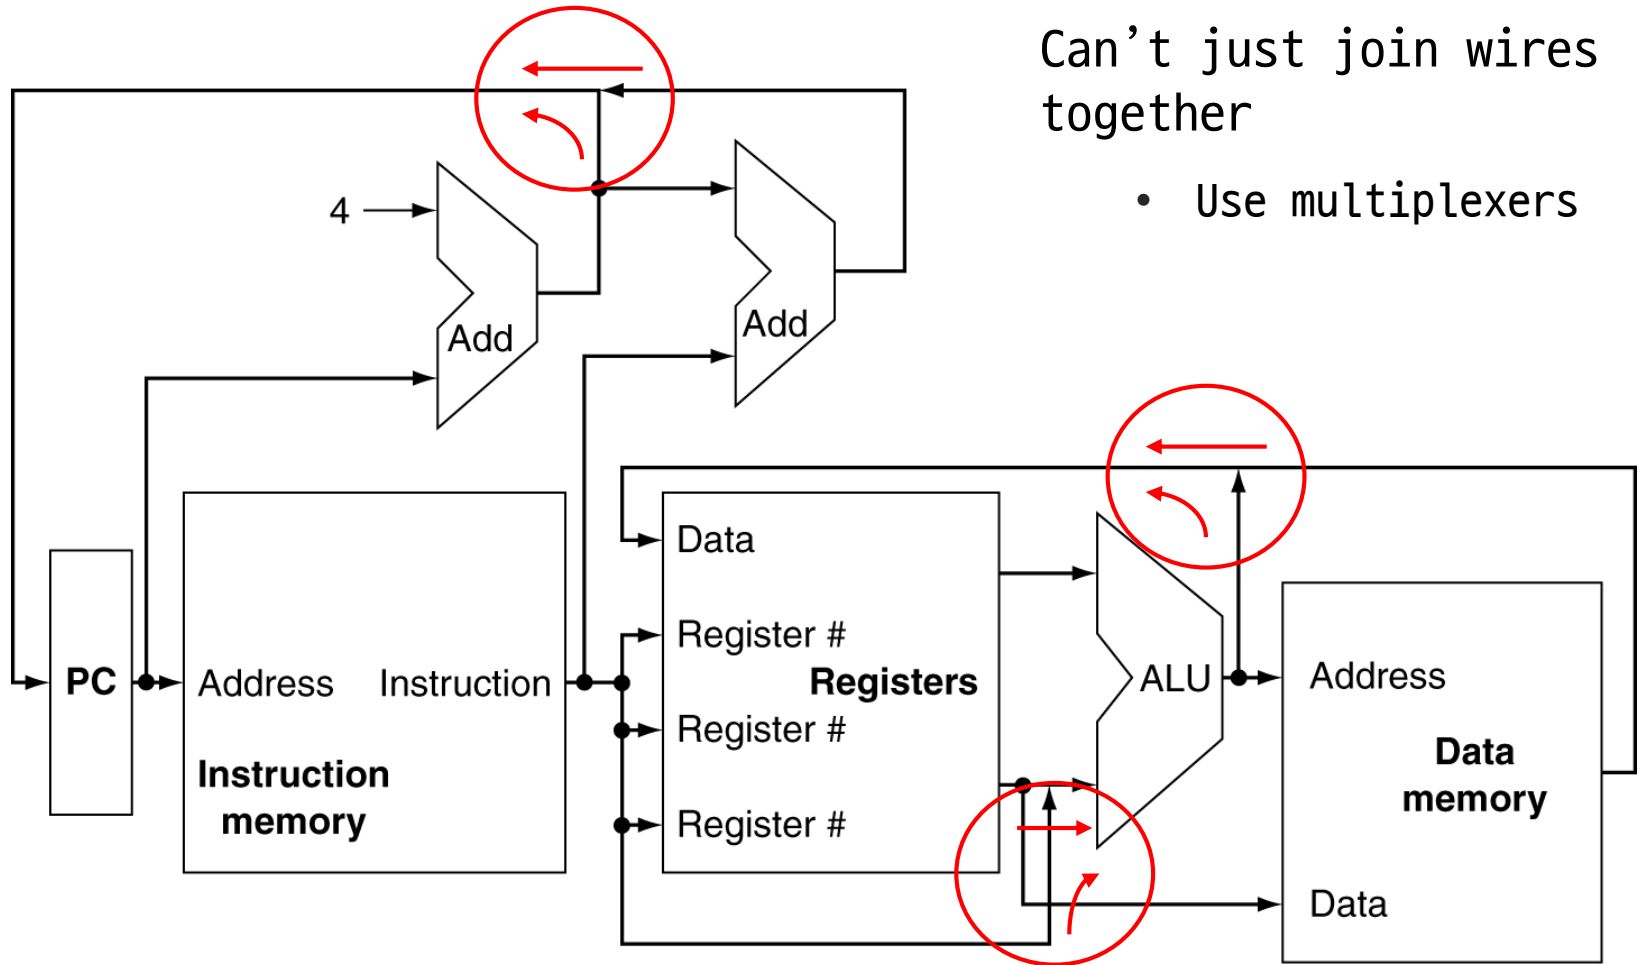 Can't just join wires
together
• Use multiplexers
4
Add
Add
PC
Address
Instruction
Instruction
memory
Data
Register #
Registers
Register #
Register #
ALU
Address
Data
memory
Data